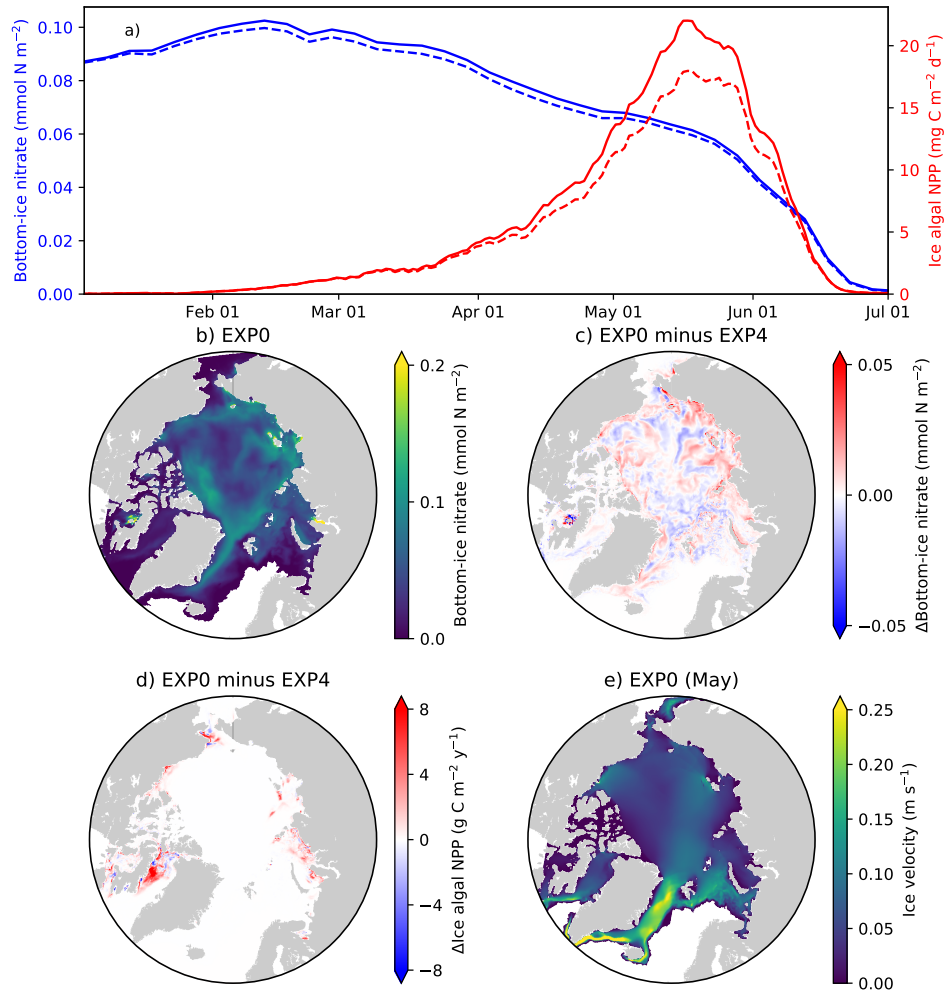 a)
0.10
0.08
0.06
0.04
0.02
0.00
Bottom-ice nitrate (mmol N m⁻²)
20
15
10
5
0
Ice algal NPP (mg C m⁻² d⁻¹)
Feb 01 Mar 01 Apr 01 May 01 Jun 01 Jul 01
b) EXP0
0.2
0.1
0.0
Bottom-ice nitrate (mmol N m⁻²)
c) EXP0 minus EXP4
0.05
0.00
−0.05
ΔBottom-ice nitrate (mmol N m⁻²)
d) EXP0 minus EXP4
8
4
0
−4
−8
ΔIce algal NPP (g C m⁻² y⁻¹)
e) EXP0 (May)
0.25
0.20
0.15
0.10
0.05
0.00
Ice velocity (m s⁻¹)